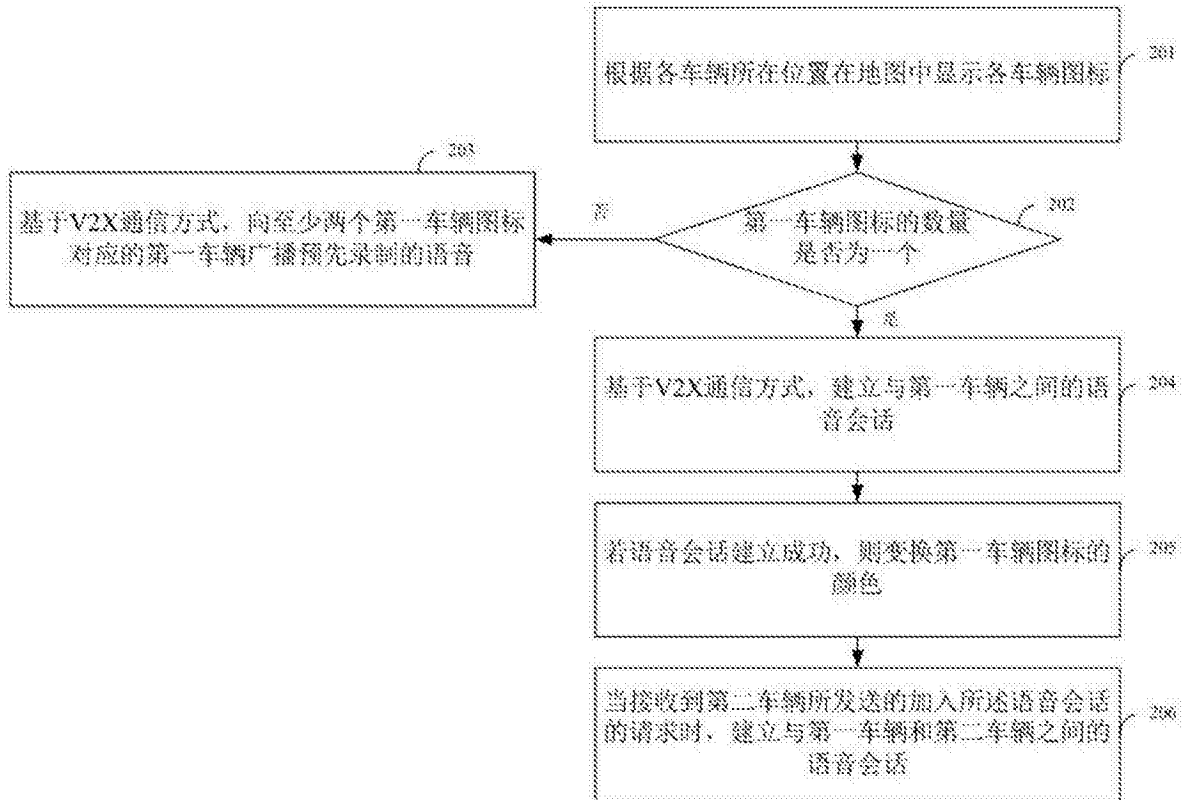 根据各车辆所在位置在地图中显示各车辆图标
201
第一车辆图标的数量
是否为一个
202
否
203
基于V2X通信方式，向至少两个第一车辆图标
对应的第一车辆广播预先录制的语音
是
基于V2X通信方式，建立与第一车辆之间的语
音会话
204
若语音会话建立成功，则变换第一车辆图标的
颜色
205
当接收到第二车辆所发送的加入所述语音会话
的请求时，建立与第一车辆和第二车辆之间的
语音会话
206